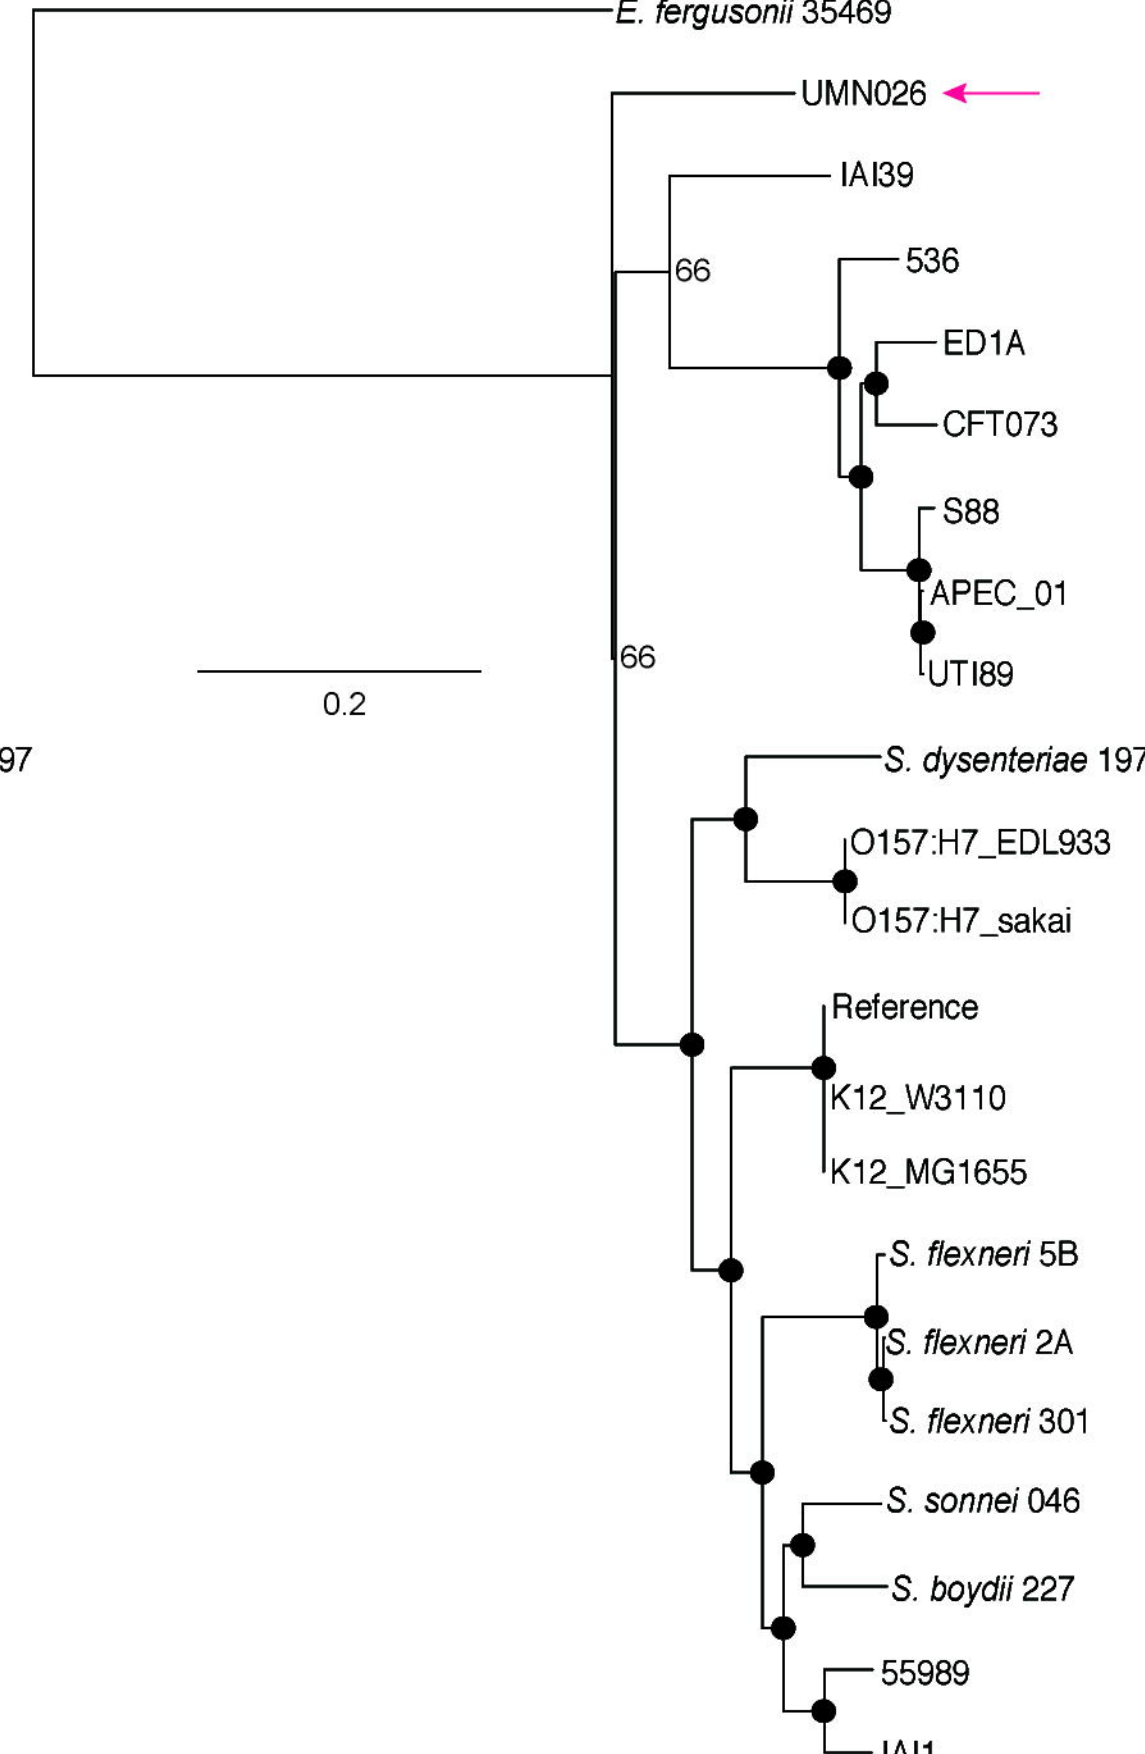 E. fergusonii 35469
UMN026
IAI39
66
536
ED1A
CFT073
S88
APEC_01
66
UTI89
0.2
97
S. dysenteriae 197
O157:H7_EDL933
O157:H7_sakai
Reference
K12_W3110
K12_MG1655
S. flexneri 5B
S. flexneri 2A
S. flexneri 301
S. sonnei 046
S. boydii 227
55989
IAI1